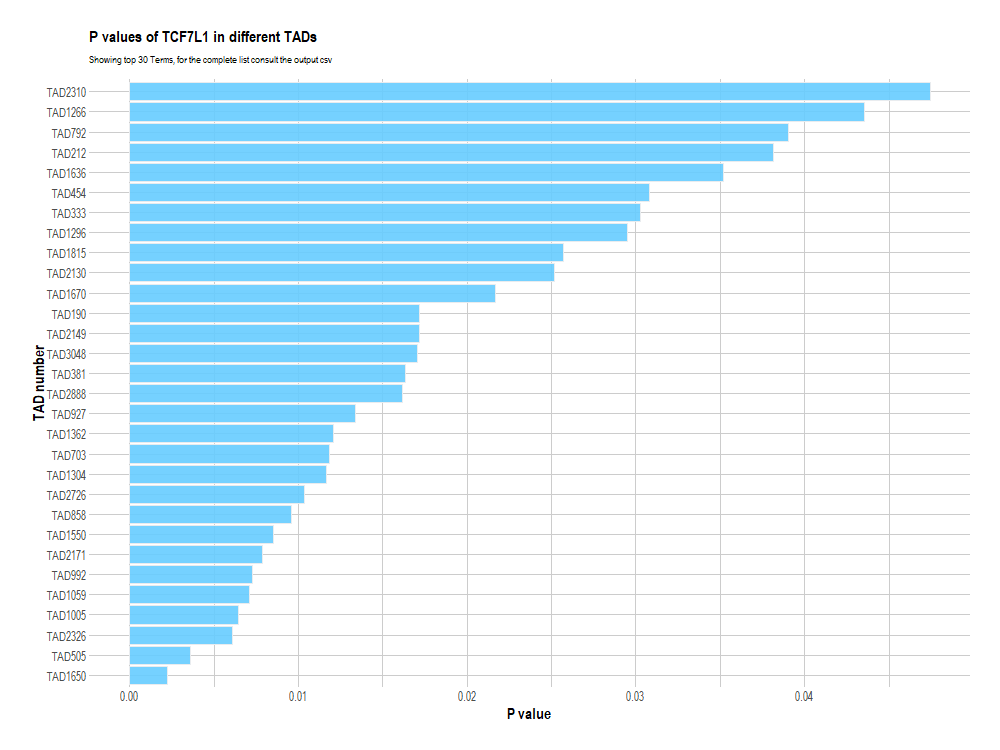 P values of TCF7L1 in different TADs
Showing top 30 Terms, for the complete list consult the output csv
TAD number
TAD2310
TAD1266
TAD792
TAD212
TAD1636
TAD454
TAD333
TAD1296
TAD1815
TAD2130
TAD1670
TAD190
TAD2149
TAD3048
TAD381
TAD2888
TAD927
TAD1362
TAD703
TAD1304
TAD2726
TAD858
TAD1550
TAD2171
TAD992
TAD1059
TAD1005
TAD2326
TAD505
TAD1650
0.00 0.01 0.02 0.03 0.04
P value